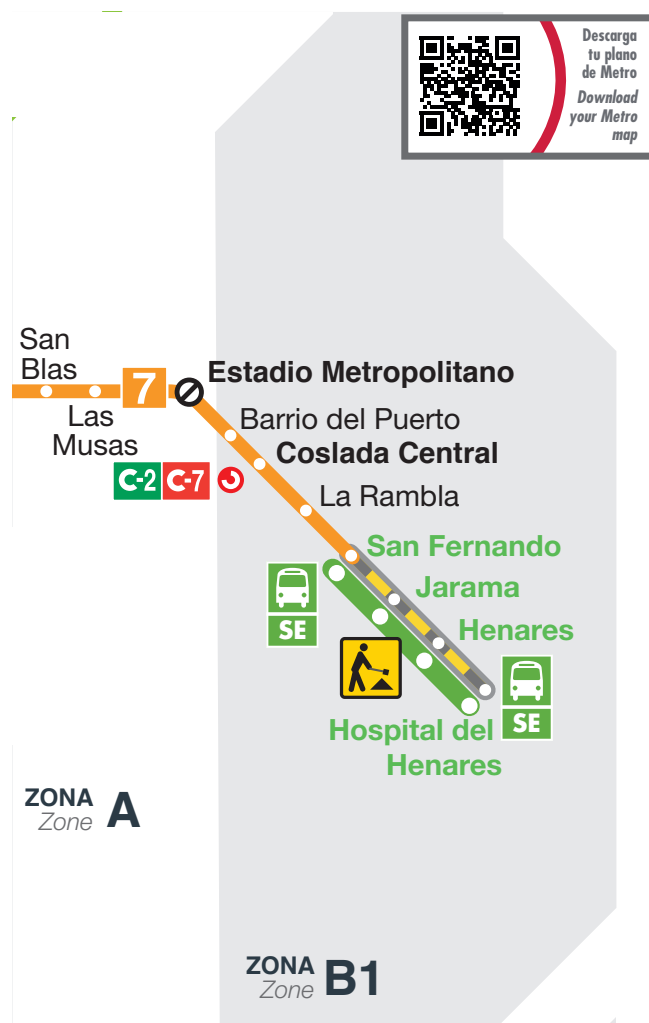 Descarga
tu plano
de Metro
Download
your Metro
map
San
Blas
7
Estadio Metropolitano
Las
Musas
Barrio del Puerto
Coslada Central
C-2 C-7
La Rambla
San Fernando
Jarama
SE
Henares
SE
Hospital del
Henares
ZONA A
Zone
ZONA B1
Zone